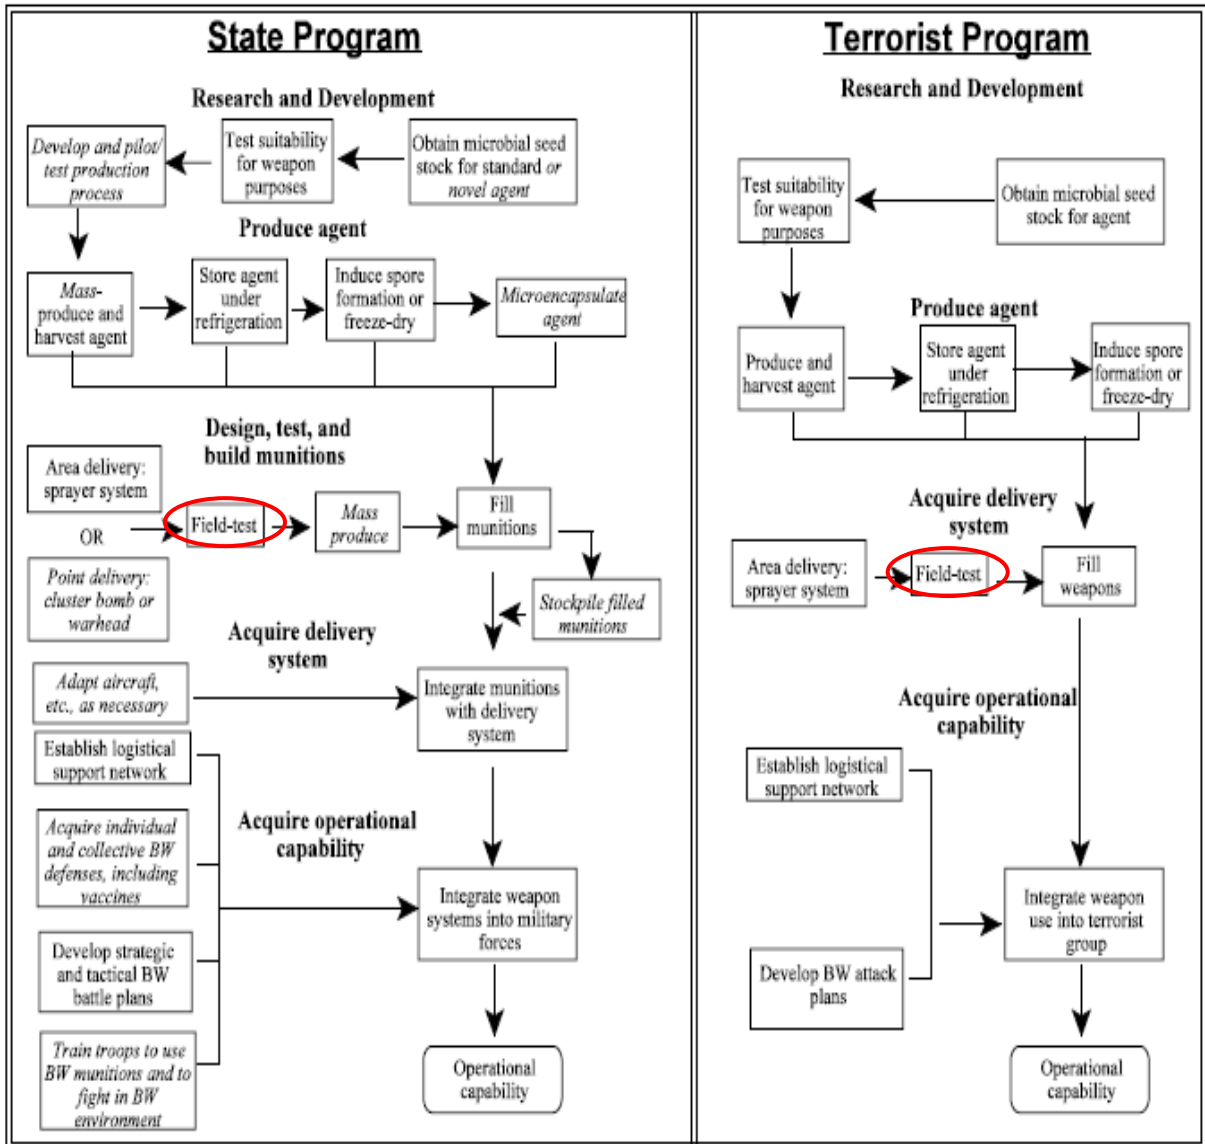 State Program
Research and Development
Develop and pilot/
test production
process
Test suitability
for weapon
purposes
Obtain microbial seed
stock for standard or
novel agent
Produce agent
Mass-
produce and
harvest agent
Store agent
under
refrigeration
Induce spore
formation or
freeze-dry
Microencapsulate
agent
Design, test, and
build munitions
Area delivery:
sprayer system
OR
Point delivery:
cluster bomb or
warhead
Field-test
Mass
produce
Fill
munitions
Stockpile filled
munitions
Acquire delivery
system
Adapt aircraft,
etc., as necessary
Integrate munitions
with delivery
system
Establish logistical
support network
Acquire individual
and collective BW
defenses, including
vaccines
Develop strategic
and tactical BW
battle plans
Train troops to use
BW munitions and to
fight in BW
environment
Acquire operational
capability
Integrate weapon
systems into military
forces
Operational
capability
Terrorist Program
Research and Development
Test suitability
for weapon
purposes
Obtain microbial seed
stock for agent
Produce agent
Produce and
harvest agent
Store agent
under
refrigeration
Induce spore
formation or
freeze-dry
Acquire delivery
system
Area delivery:
sprayer system
Field-test
Fill
weapons
Acquire operational
capability
Establish logistical
support network
Develop BW attack
plans
Integrate weapon
use into terrorist
group
Operational
capability